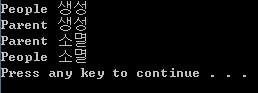 People 생성
Parent 생성
Parent 소멸
People 소멸
Press any key to continue . . .